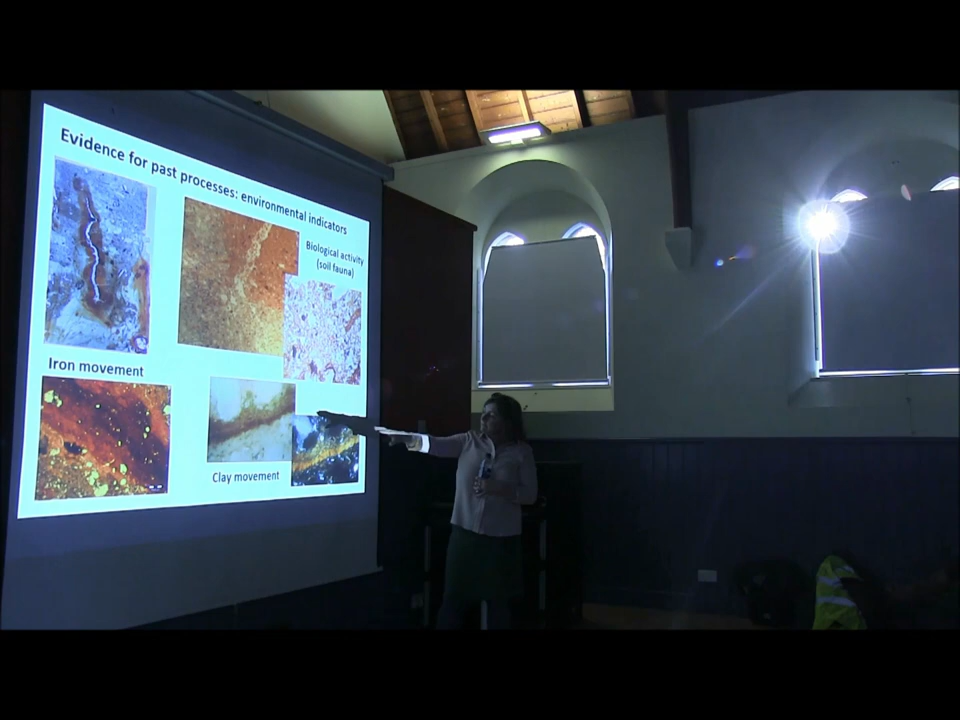 Evidence for past processes: environmental indicators
Biological activity
(soil fauna)
Iron movement
Clay movement